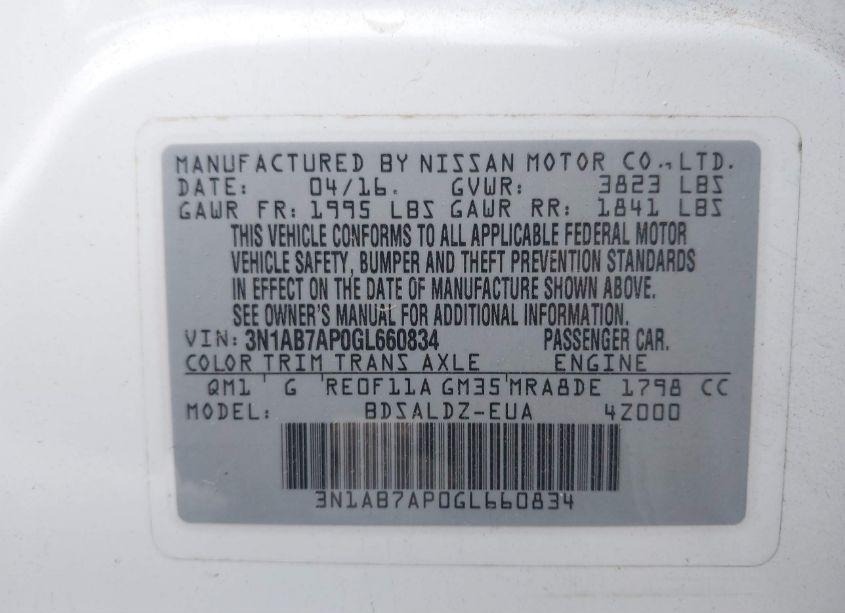 MANUFACTURED BY NISSAN MOTOR CO., LTD.
DATE: 04/16. GVWR: 3823 LBS
GAWR FR: 1995 LBS GAWR RR: 1841 LBS
THIS VEHICLE CONFORMS TO ALL APPLICABLE FEDERAL MOTOR
VEHICLE SAFETY, BUMPER AND THEFT PREVENTION STANDARDS
IN EFFECT ON THE DATE OF MANUFACTURE SHOWN ABOVE.
SEE OWNER'S MANUAL FOR ADDITIONAL INFORMATION.
VIN: 3N1AB7AP0GL660834 PASSENGER CAR.
COLOR TRIM TRANS AXLE ENGINE
QM1 G RE0F11A GM35 MRA8DE 1798 CC
MODEL: BDSALDZ-EUA 4Z000
3N1AB7AP0GL660834